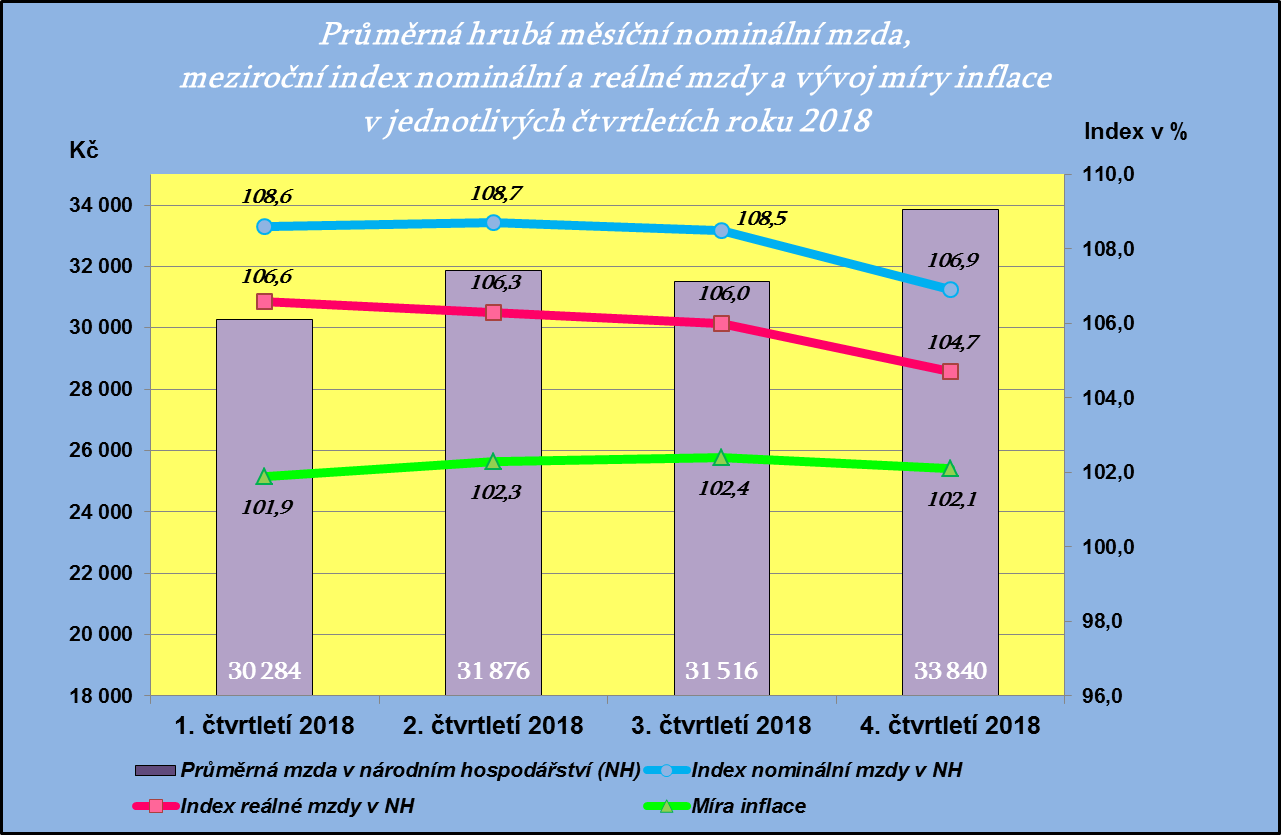 Průměrná hrubá měsíční nominální mzda,
meziroční index nominální a reálné mzdy a vývoj míry inflace
v jednotlivých čtvrtletích roku 2018
Kč
Index v %
34 000
32 000
30 000
28 000
26 000
24 000
22 000
20 000
18 000
110,0
108,0
106,0
104,0
102,0
100,0
98,0
96,0
108,6
108,7
108,5
106,9
106,6
106,3
106,0
104,7
101,9
102,3
102,4
102,1
30 284
31 876
31 516
33 840
1. čtvrtletí 2018
2. čtvrtletí 2018
3. čtvrtletí 2018
4. čtvrtletí 2018
Průměrná mzda v národním hospodářství (NH)
Index nominální mzdy v NH
Index reálné mzdy v NH
Míra inflace